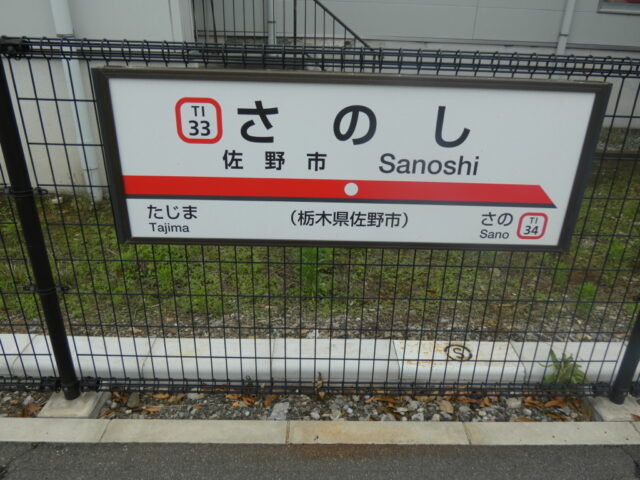 TI
33
さのし
佐野市 Sanoshi
たじま
Tajima
（栃木県佐野市）
さの
Sano
TI
34